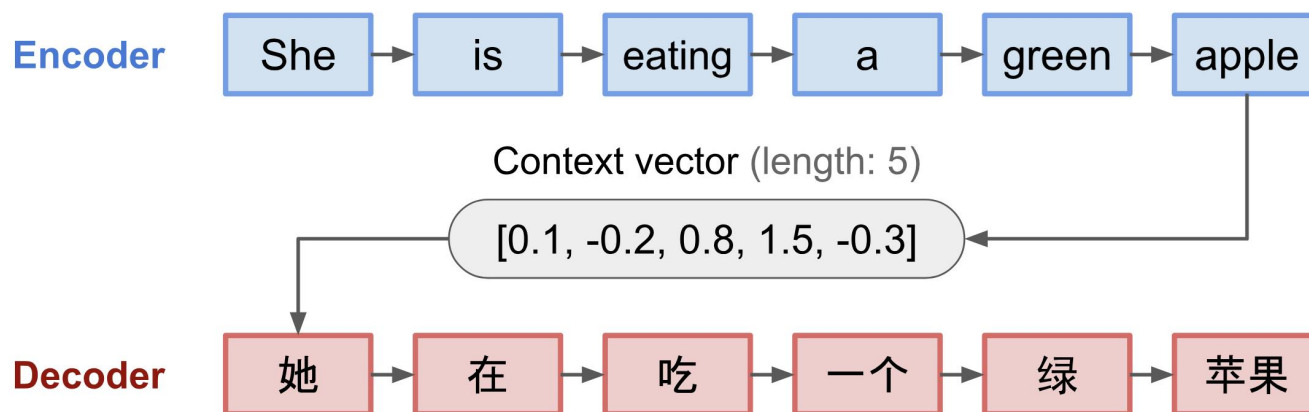 Encoder She is eating a green apple
Context vector (length: 5)
[0.1, -0.2, 0.8, 1.5, -0.3]
Decoder 她 在 吃 一个 绿 苹果